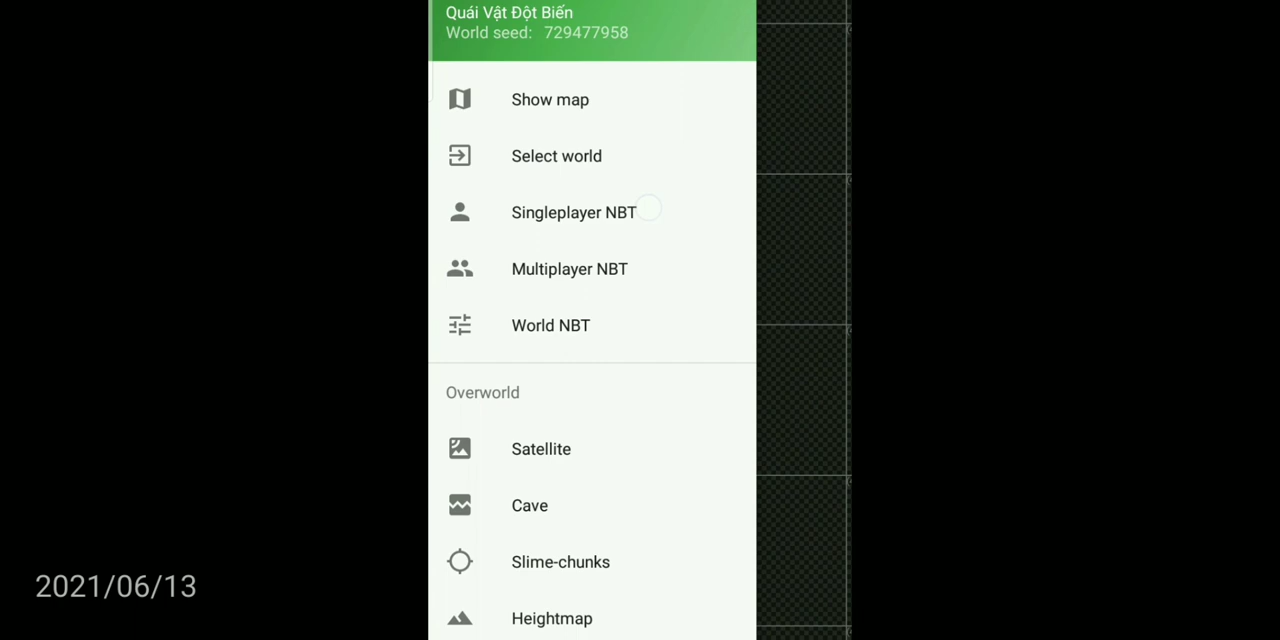 Quái Vật Đột Biến
World seed: 729477958
Show map
Select world
Singleplayer NBT
Multiplayer NBT
World NBT
Overworld
Satellite
Cave
Slime-chunks
Heightmap
2021/06/13